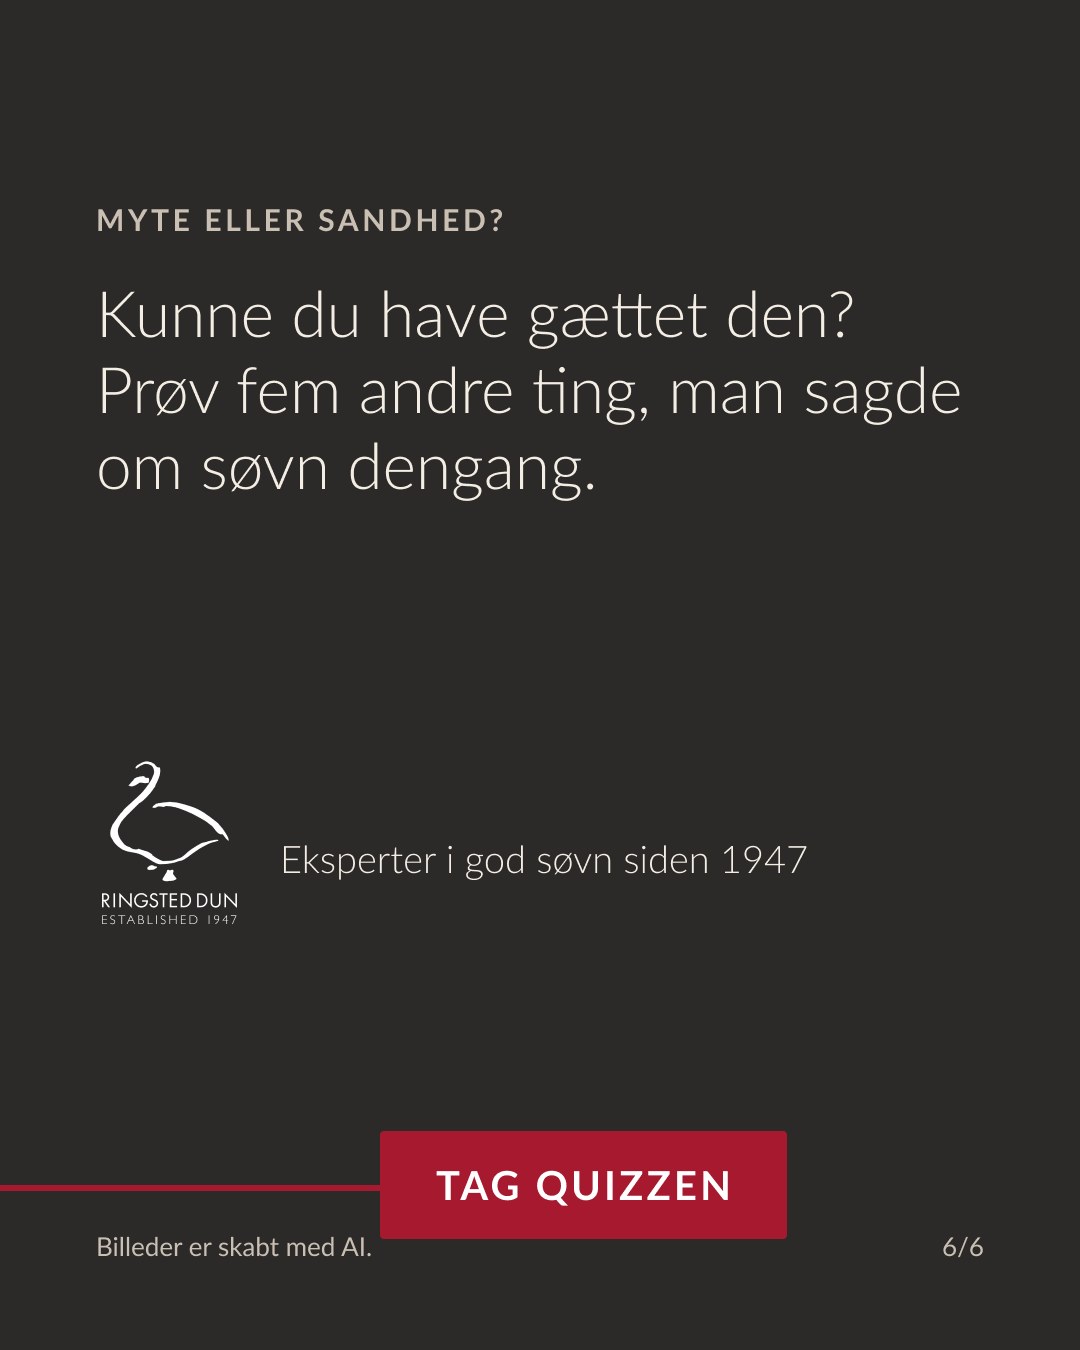 MYTE ELLER SANDHED?
Kunne du have gættet den?
Prøv fem andre ting, man sagde
om søvn dengang.
Eksperter i god søvn siden 1947
RINGSTED DUN
ESTABLISHED 1947
TAG QUIZZEN
Billeder er skabt med AI.
6/6